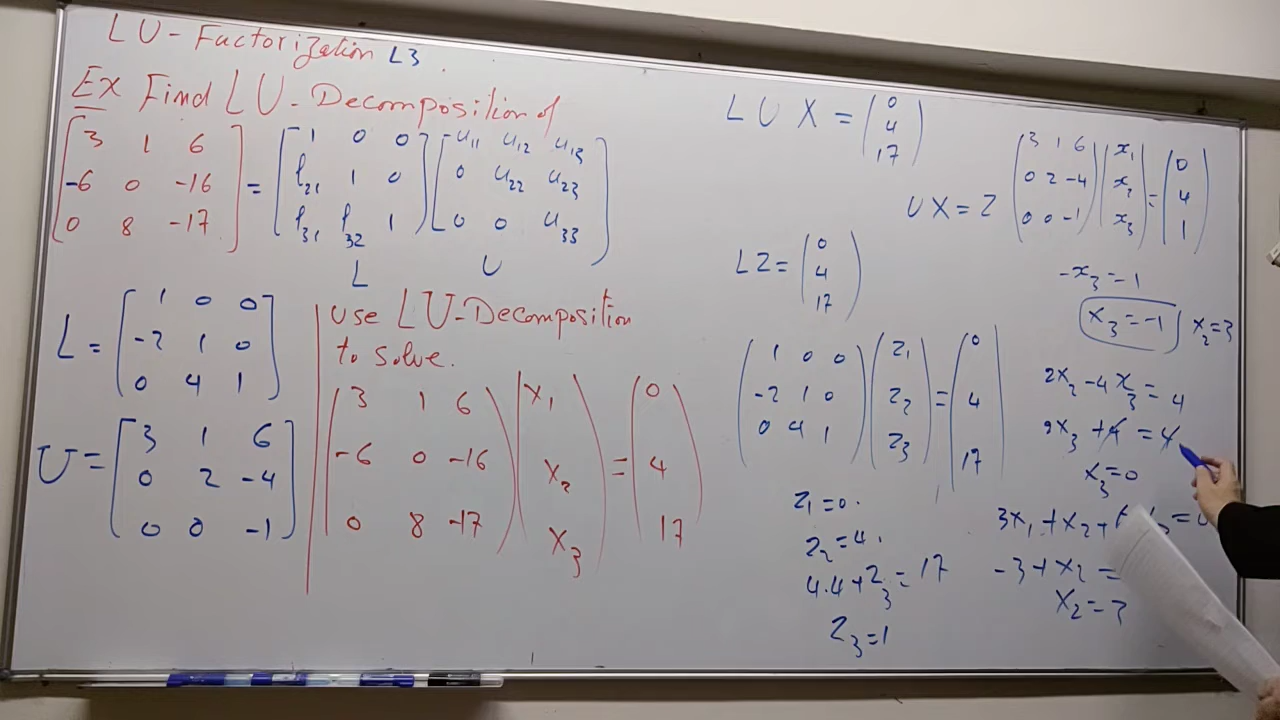 LU-Factorization L3
Ex Find LU-Decomposition of
[3 1 6] = [1 0 0] [u11 u12 u13]
[-6 0 -16] [l21 1 0] [0 u22 u23]
[0 8 -17] [l31 l32 1] [0 0 u33]
L U
L = [1 0 0]
[-2 1 0]
[0 4 1]
U = [3 1 6]
[0 2 -4]
[0 0 -1]
Use LU-Decomposition
to solve.
(3 1 6) (x1) = (0)
(-6 0 -16) (x2) (4)
(0 8 -17) (x3) (17)
LUX = (0)
(4)
(17)
LZ = (0)
(4)
(17)
(1 0 0) (z1) = (0)
(-2 1 0) (z2) (4)
(0 4 1) (z3) (17)
z1=0.
z2=4.
4.4+z3=17
z3=1
UX=Z (3 1 6) (x1) = (0)
(0 2 -4) (x2) (4)
(0 0 -1) (x3) (1)
-x3=-1
x3=-1 x2=3
2x2-4x3=4
x3 +4 =4
x3=0
3x1+x2+
-3+x2=
x2=3